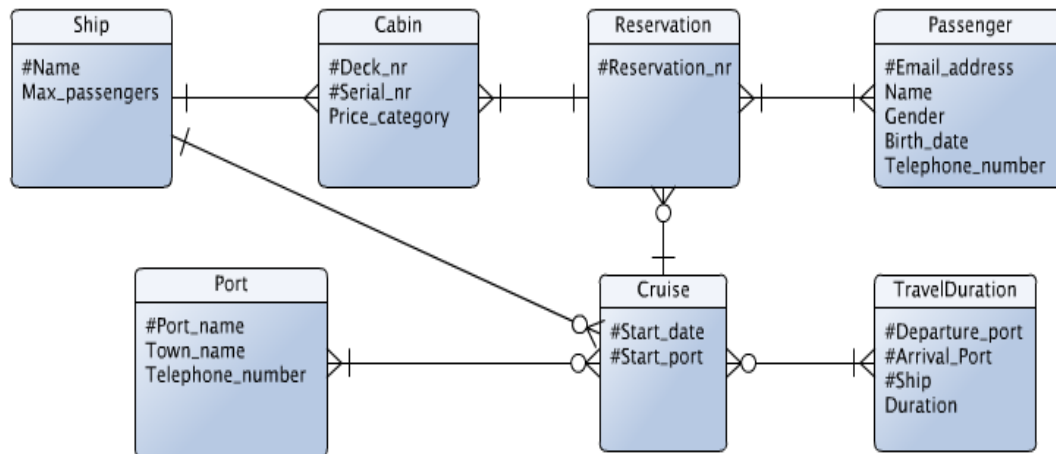 Ship
#Name
Max_passengers
Cabin
#Deck_nr
#Serial_nr
Price_category
Reservation
#Reservation_nr
Passenger
#Email_address
Name
Gender
Birth_date
Telephone_number
Port
#Port_name
Town_name
Telephone_number
Cruise
#Start_date
#Start_port
TravelDuration
#Departure_port
#Arrival_Port
#Ship
Duration